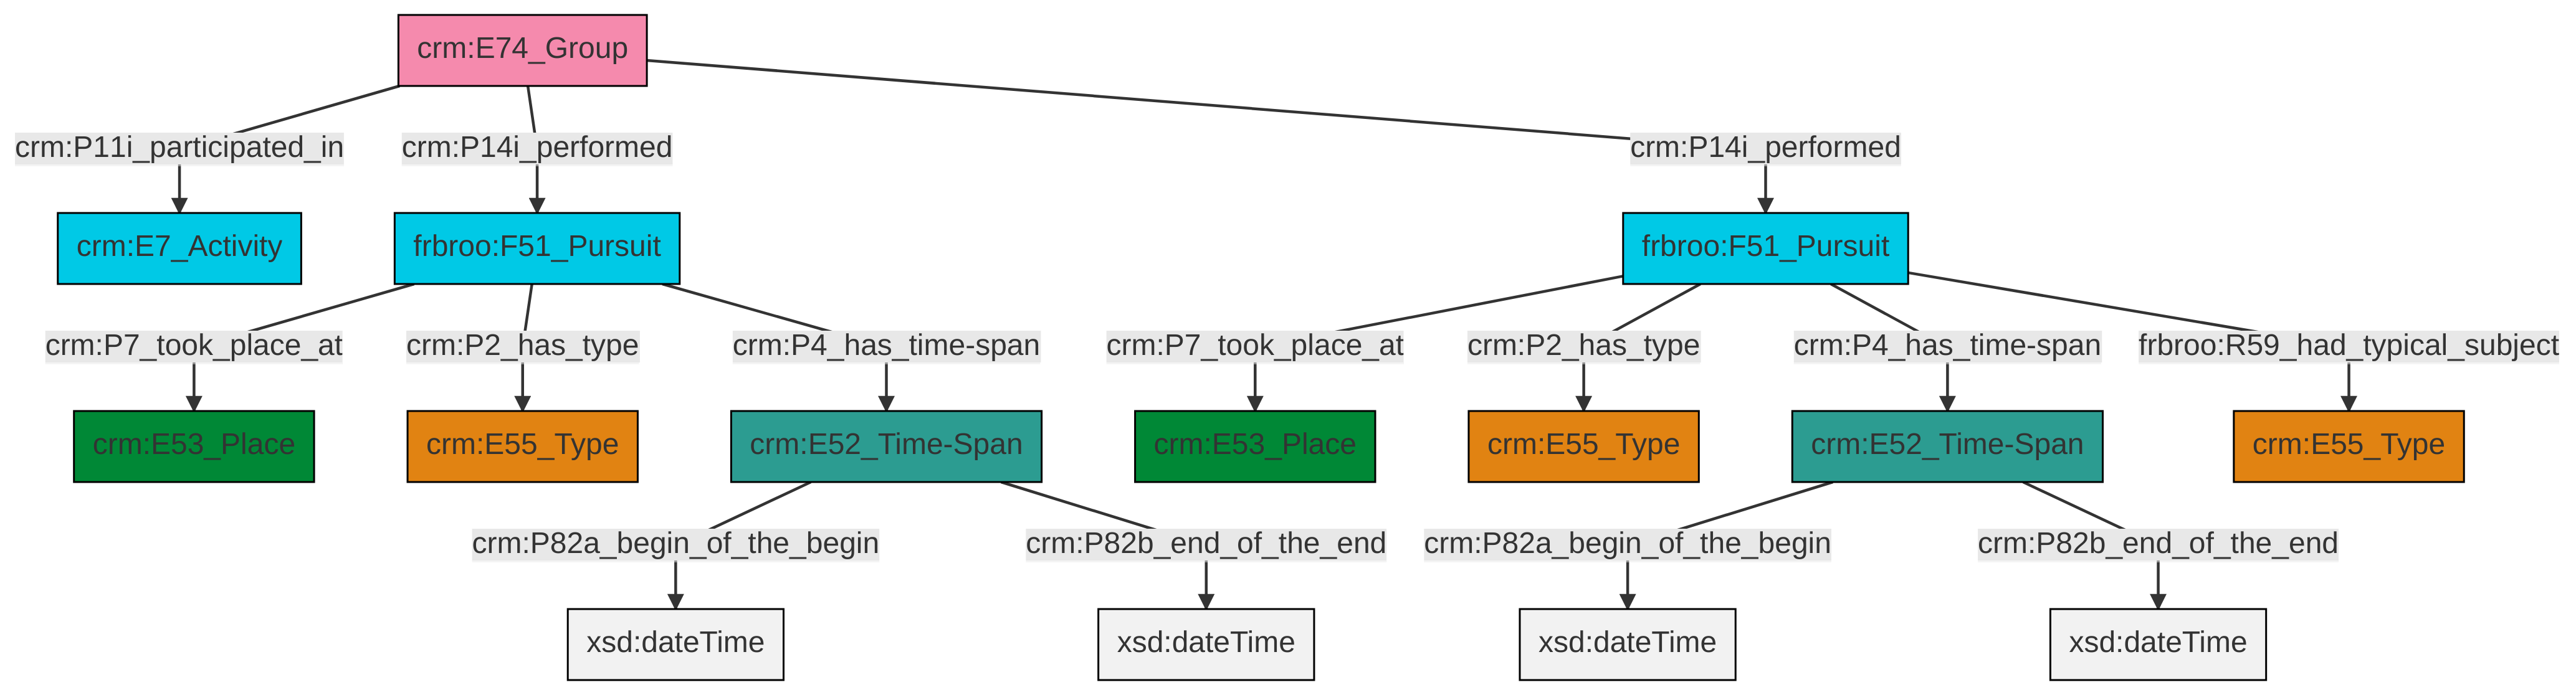 crm:E74_Group
crm:P11i_participated_in
crm:P14i_performed
crm:P14i_performed
crm:E7_Activity
frbroo:F51_Pursuit
frbroo:F51_Pursuit
crm:P7_took_place_at
crm:P2_has_type
crm:P4_has_time-span
crm:P7_took_place_at
crm:P2_has_type
crm:P4_has_time-span
frbroo:R59_had_typical_subject
crm:E53_Place
crm:E55_Type
crm:E52_Time-Span
crm:E53_Place
crm:E55_Type
crm:E52_Time-Span
crm:E55_Type
crm:P82a_begin_of_the_begin
crm:P82b_end_of_the_end
crm:P82a_begin_of_the_begin
crm:P82b_end_of_the_end
xsd:dateTime
xsd:dateTime
xsd:dateTime
xsd:dateTime